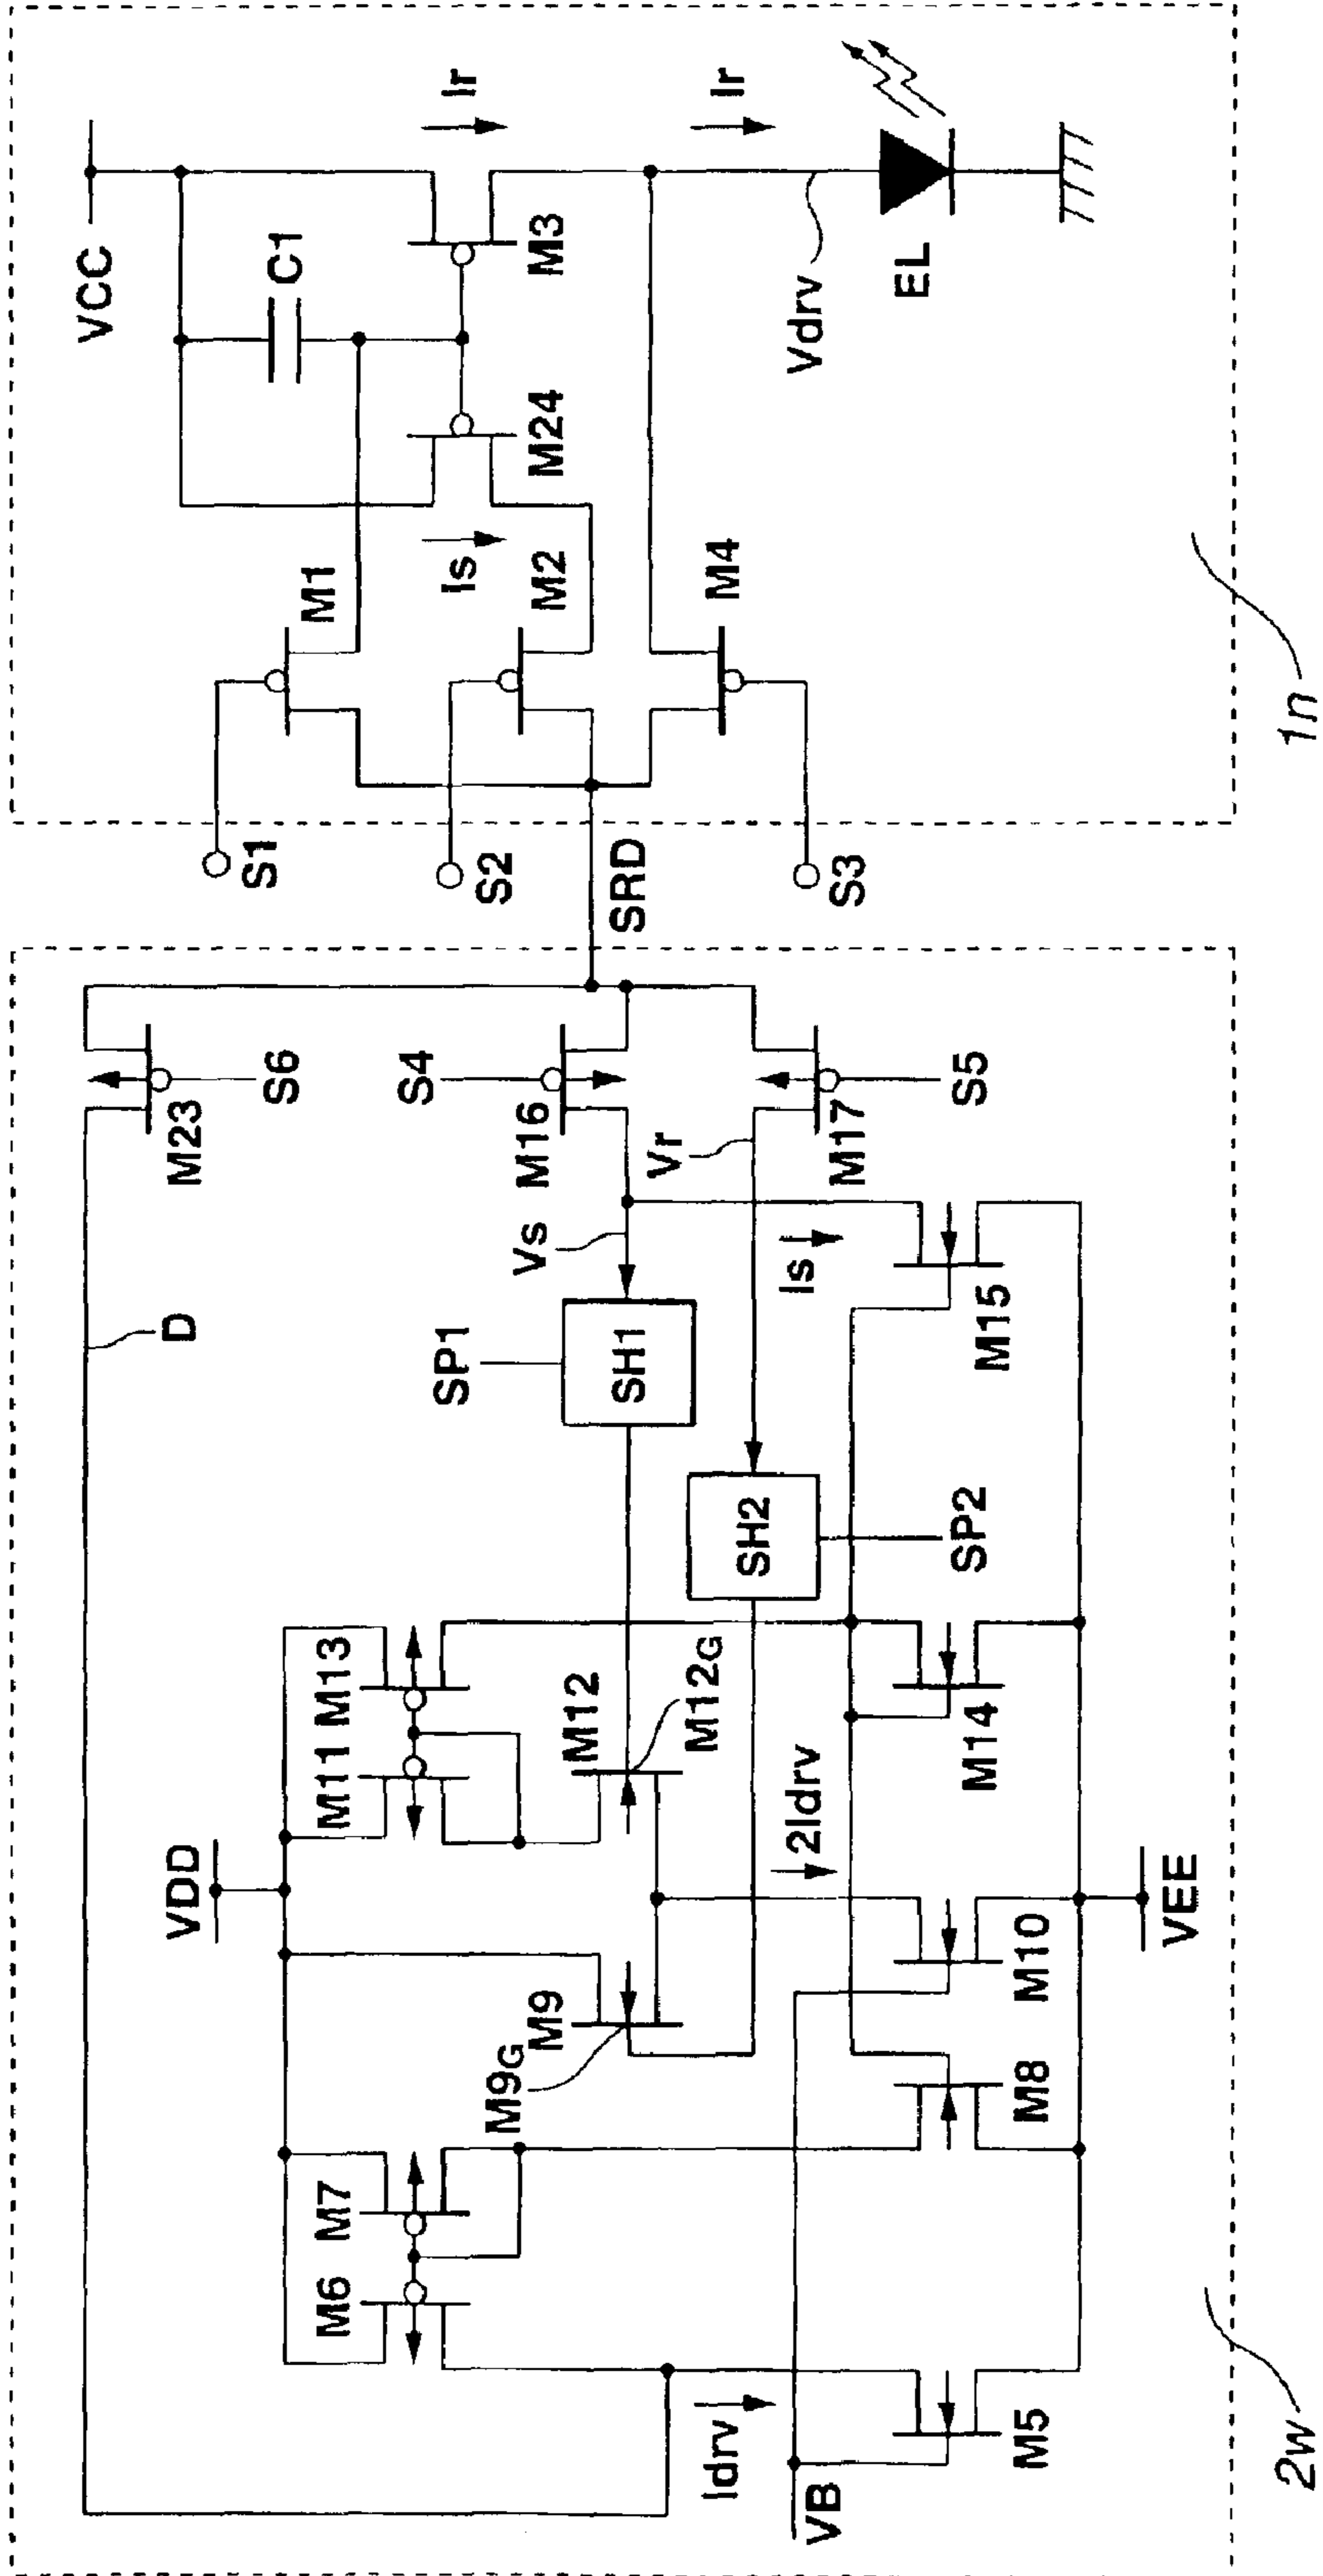 VCC
C1
M3
Ir
Ir
M24
Vdrv
EL
M1
Is
M2
M4
S1
S2
S3
SRD
1n
M23
S6
S4
M16
Vr
S5
M17
D
Vs
SP1
SH1
Is
M15
SH2
SP2
M11
M13
M12
M12G
M14
VDD
2Idrv
M9
M9G
M10
VEE
M8
M6
M7
Idrv
VB
M5
2w